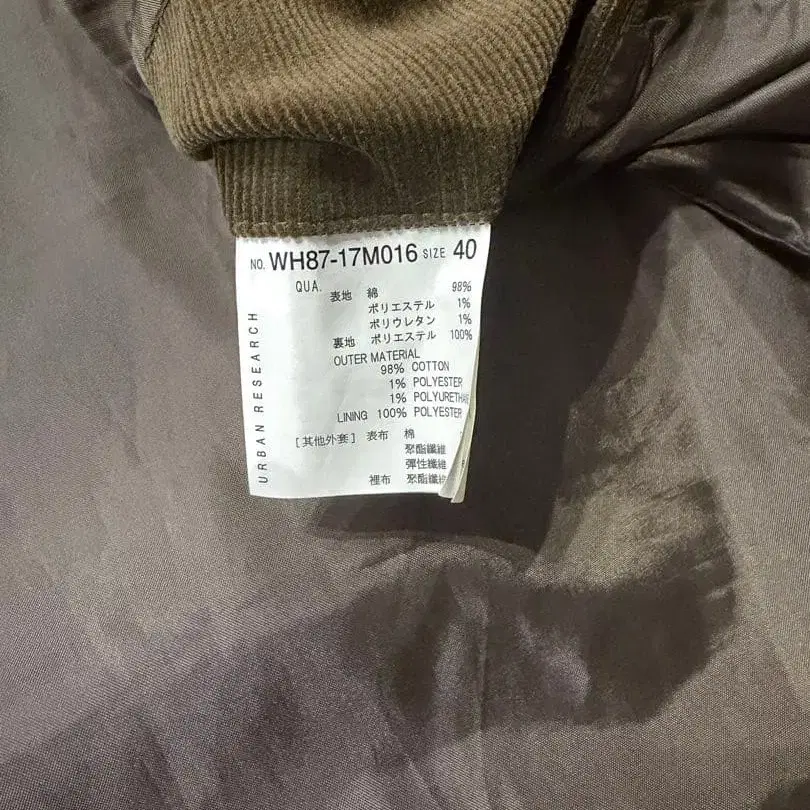 NO. WH87-17M016 SIZE 40
QUA.
表地 綿 98%
ポリエステル 1%
ポリウレタン 1%
裏地 ポリエステル 100%
OUTER MATERIAL
98% COTTON
1% POLYESTER
1% POLYURETHA
LINING 100% POLYESTER
[其他外套] 表布 棉
聚酯纖維
彈性纖維
裡布 聚酯纖維
URBAN RESEARCH